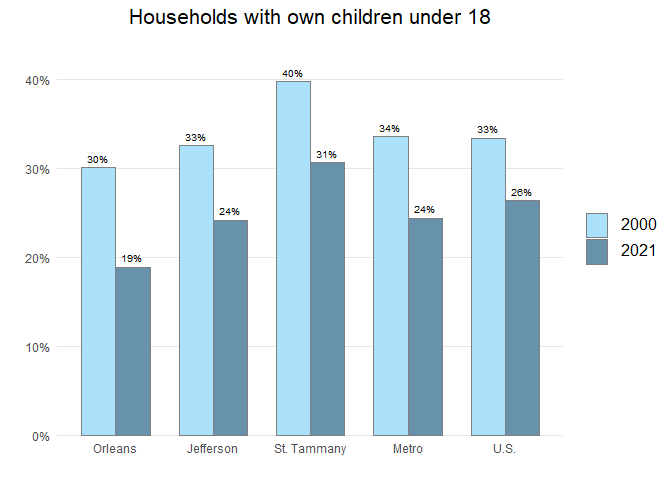 Households with own children under 18
40%
30%
20%
10%
0%
30%
19%
33%
24%
40%
31%
34%
24%
33%
26%
Orleans
Jefferson
St. Tammany
Metro
U.S.
2000
2021